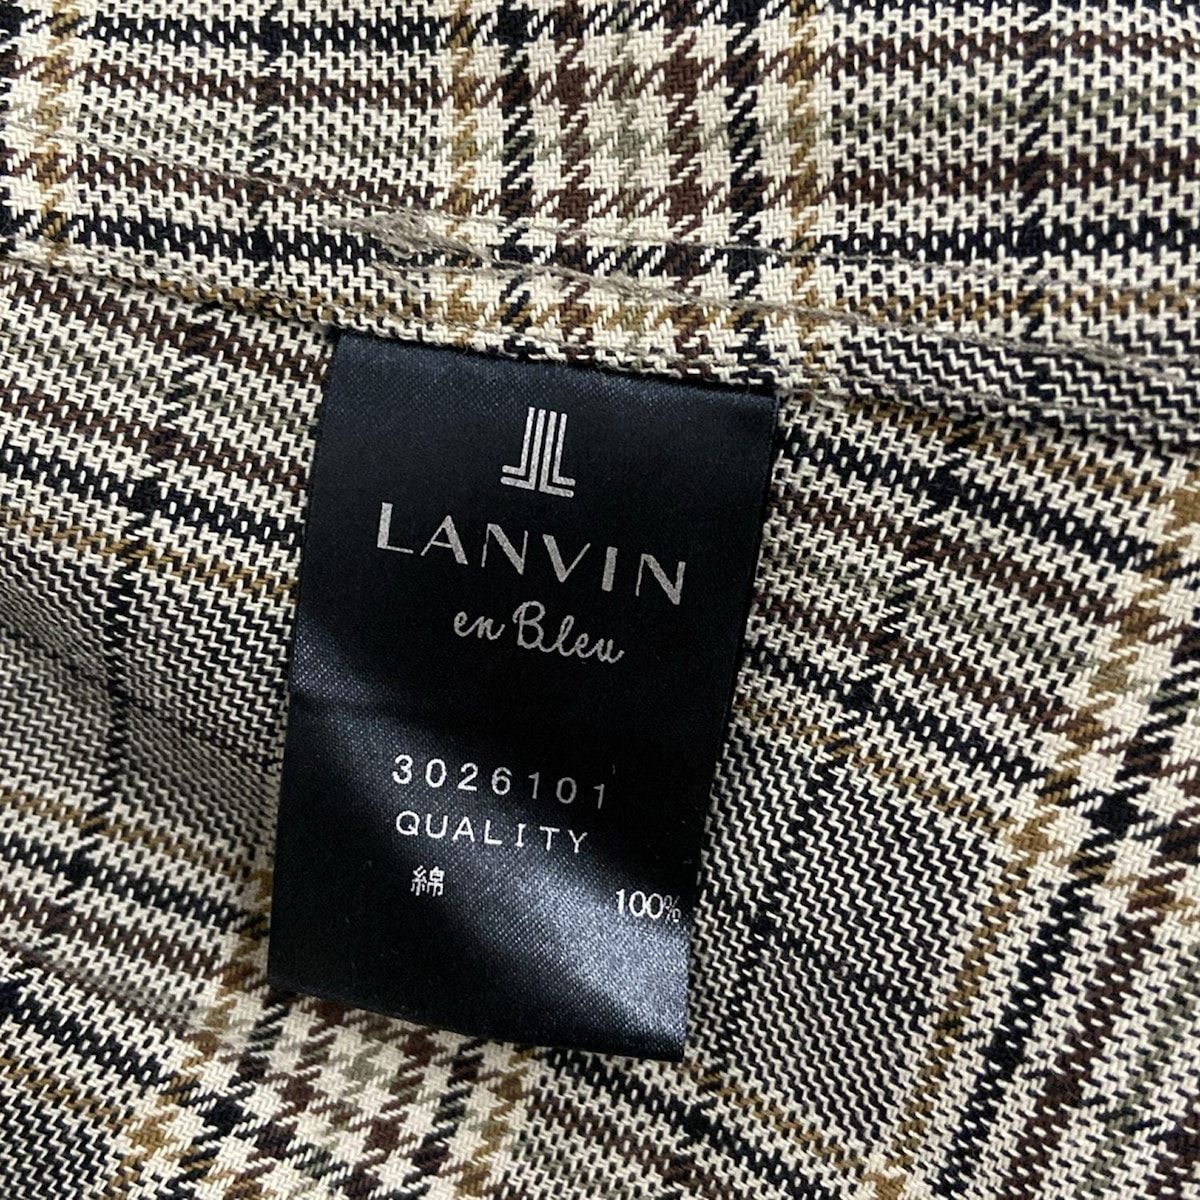 LANVIN
en Bleu
3026101
QUALITY
綿 100%